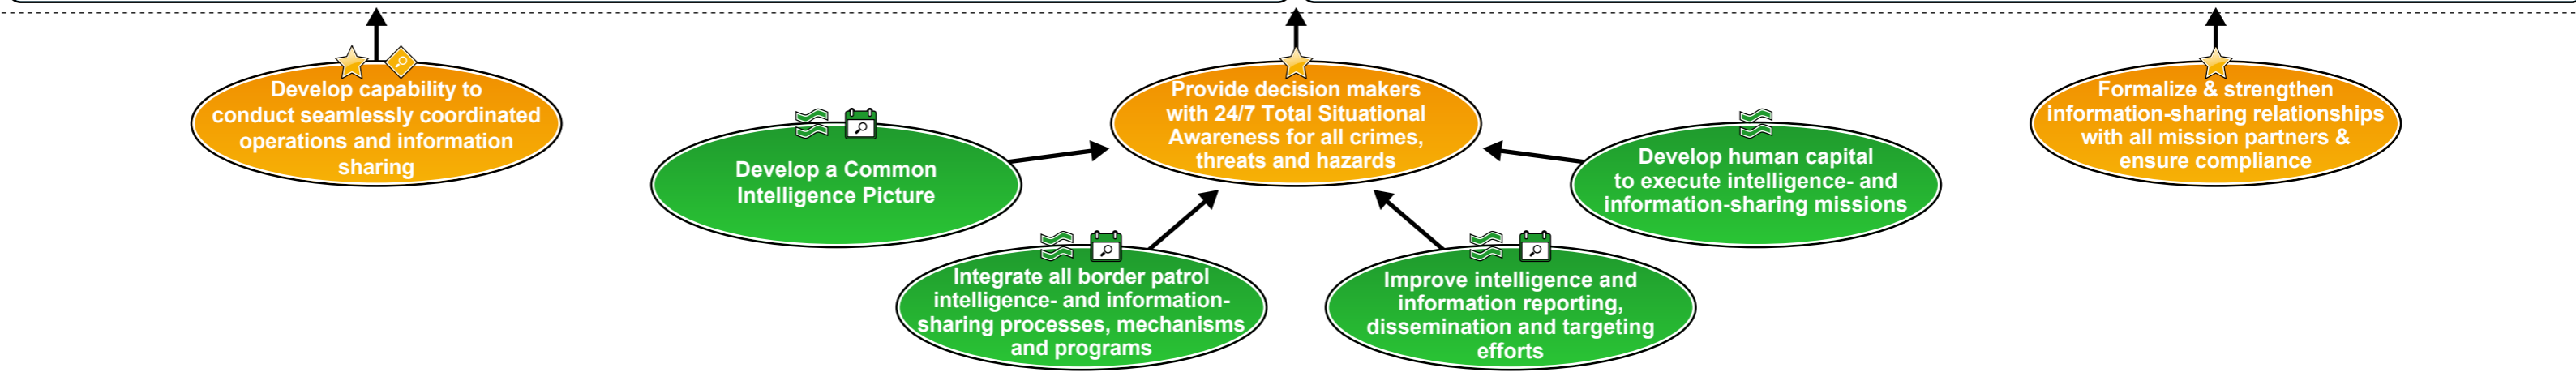 Develop capability to
conduct seamlessly coordinated
operations and information
sharing
Provide decision makers
with 24/7 Total Situational
Awareness for all crimes,
threats and hazards
Formalize & strengthen
information-sharing relationships
with all mission partners &
ensure compliance
Develop a Common
Intelligence Picture
Develop human capital
to execute intelligence- and
information-sharing missions
Integrate all border patrol
intelligence- and information-
sharing processes, mechanisms
and programs
Improve intelligence and
information reporting,
dissemination and targeting
efforts